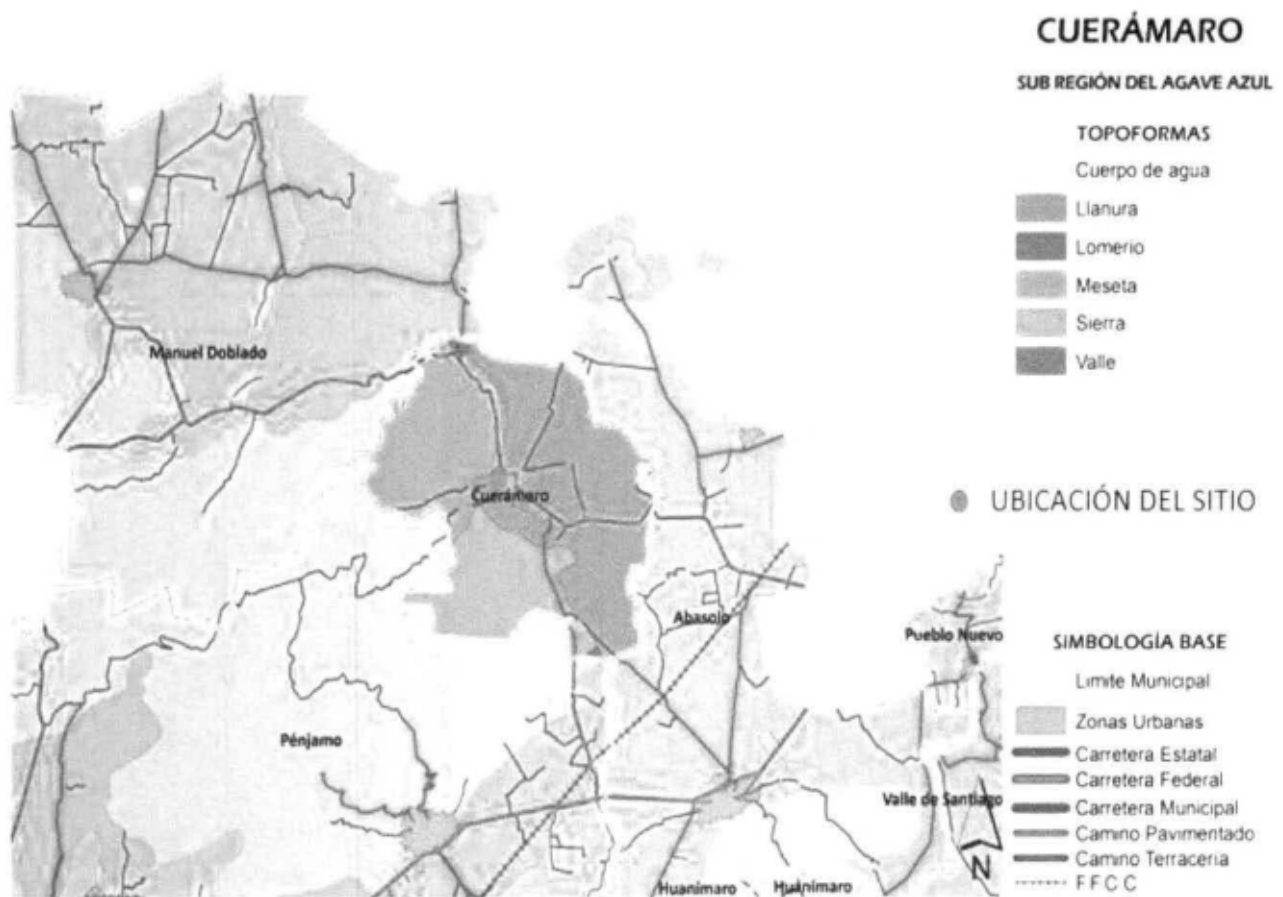 CUERÁMARO
SUB REGIÓN DEL AGAVE AZUL
TOPOFORMAS
Cuerpo de agua
Llanura
Lomerio
Meseta
Sierra
Valle
UBICACIÓN DEL SITIO
SIMBOLOGÍA BASE
Limite Municipal
Zonas Urbanas
Carretera Estatal
Carretera Federal
Carretera Municipal
Camino Pavimentado
Camino Terraceria
F F C C
Manuel Doblado
Cuerámaro
Abasolo
Pueblo Nuevo
Pénjamo
Valle de Santiago
N
Huanímaro
Huánimaro